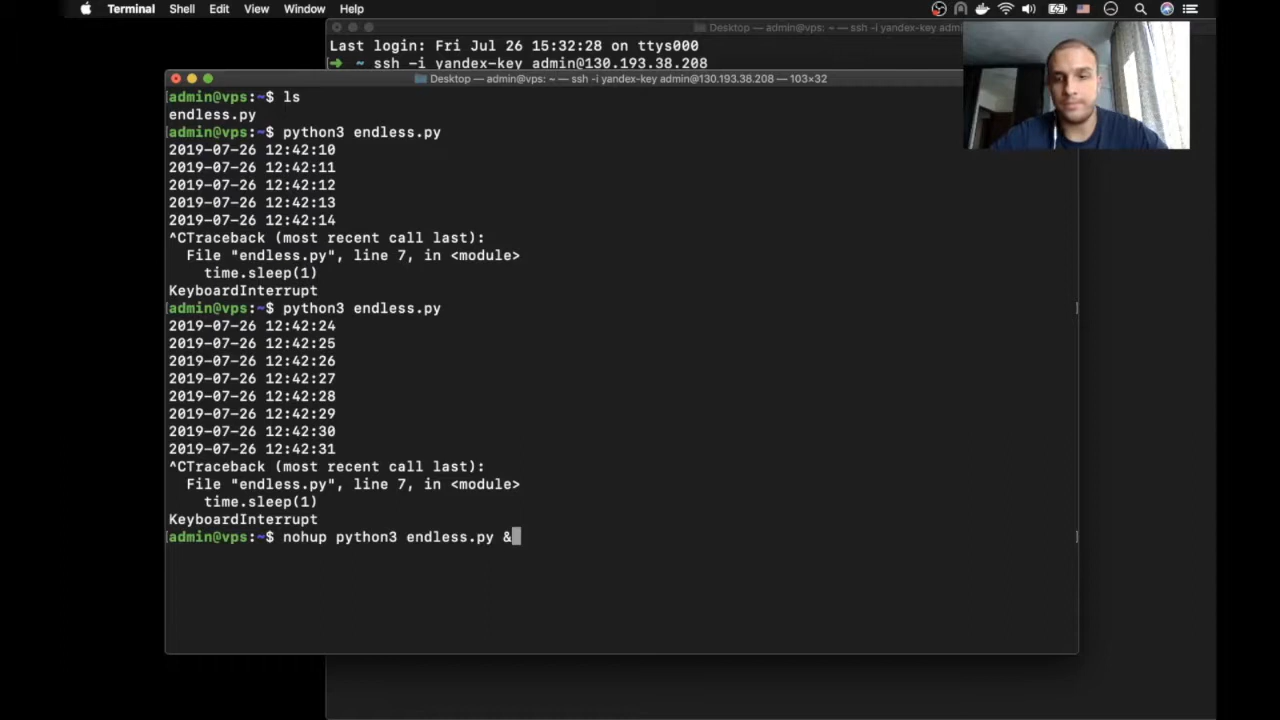 Terminal Shell Edit View Window Help
Desktop — admin@vps: ~ — ssh -i yandex-key admi
Last login: Fri Jul 26 15:32:28 on ttys000
➜ ~ ssh -i yandex-key admin@130.193.38.208
Desktop — admin@vps: ~ — ssh -i yandex-key admin@130.193.38.208 — 103×32
admin@vps:~$ ls
endless.py
admin@vps:~$ python3 endless.py
2019-07-26 12:42:10
2019-07-26 12:42:11
2019-07-26 12:42:12
2019-07-26 12:42:13
2019-07-26 12:42:14
^CTraceback (most recent call last):
File "endless.py", line 7, in <module>
time.sleep(1)
KeyboardInterrupt
admin@vps:~$ python3 endless.py
2019-07-26 12:42:24
2019-07-26 12:42:25
2019-07-26 12:42:26
2019-07-26 12:42:27
2019-07-26 12:42:28
2019-07-26 12:42:29
2019-07-26 12:42:30
2019-07-26 12:42:31
^CTraceback (most recent call last):
File "endless.py", line 7, in <module>
time.sleep(1)
KeyboardInterrupt
admin@vps:~$ nohup python3 endless.py &